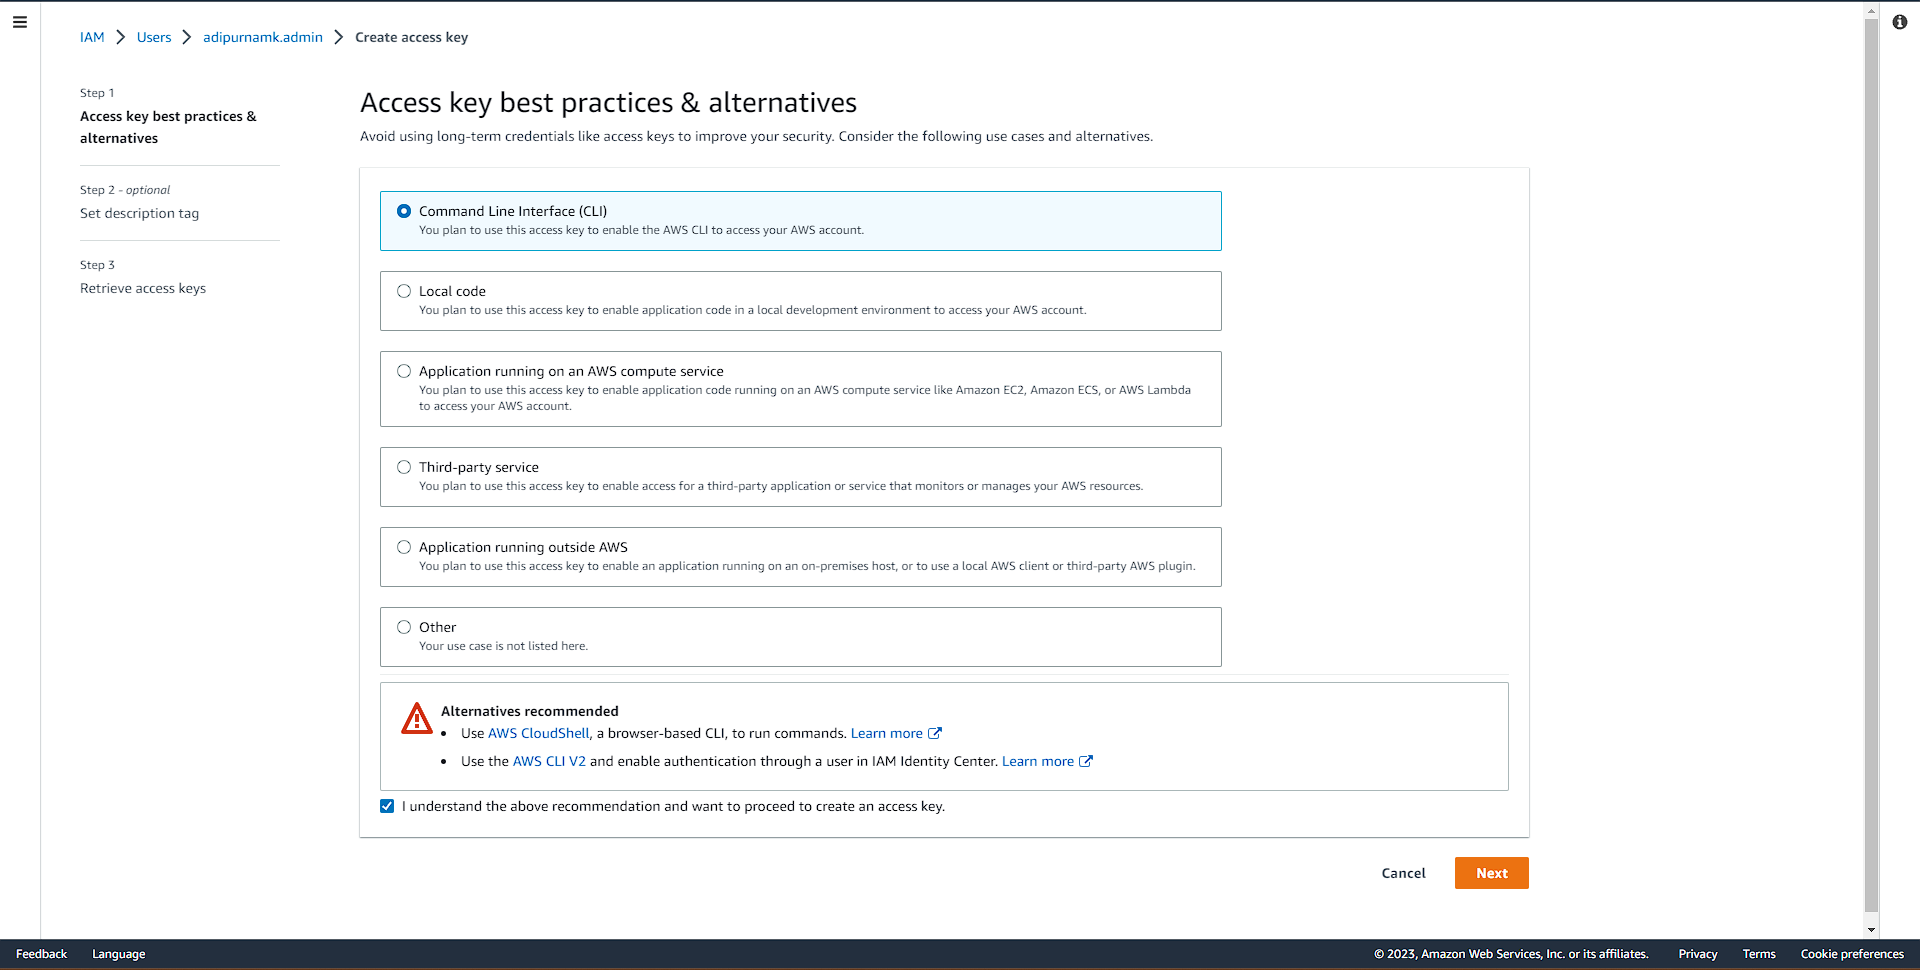 IAM > Users > adipurnamk.admin > Create access key
Step 1
Access key best practices &
alternatives
Step 2 - optional
Set description tag
Step 3
Retrieve access keys
Access key best practices & alternatives
Avoid using long-term credentials like access keys to improve your security. Consider the following use cases and alternatives.
Command Line Interface (CLI)
You plan to use this access key to enable the AWS CLI to access your AWS account.
Local code
You plan to use this access key to enable application code in a local development environment to access your AWS account.
Application running on an AWS compute service
You plan to use this access key to enable application code running on an AWS compute service like Amazon EC2, Amazon ECS, or AWS Lambda
to access your AWS account.
Third-party service
You plan to use this access key to enable access for a third-party application or service that monitors or manages your AWS resources.
Application running outside AWS
You plan to use this access key to enable an application running on an on-premises host, or to use a local AWS client or third-party AWS plugin.
Other
Your use case is not listed here.
Alternatives recommended
• Use AWS CloudShell, a browser-based CLI, to run commands. Learn more
• Use the AWS CLI V2 and enable authentication through a user in IAM Identity Center. Learn more
I understand the above recommendation and want to proceed to create an access key.
Cancel Next
Feedback Language © 2023, Amazon Web Services, Inc. or its affiliates. Privacy Terms Cookie preferences